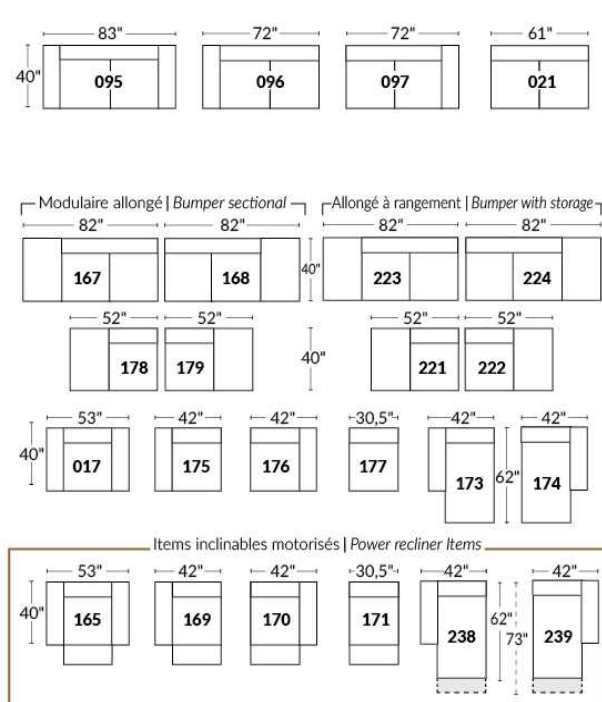 83" 72" 72" 61"
40" 095 096 097 021
Modulaire allongé | Bumper sectional Allongé à rangement | Bumper with storage
82" 82" 82" 82"
167 168 40" 223 224
52" 52" 52" 52"
178 179 40" 221 222
53" 42" 42" 30,5" 42" 42"
40" 017 175 176 177 173 62" 174
Items inclinables motorisés | Power recliner Items
53" 42" 42" 30,5" 42" 42"
40" 165 169 170 171 238 62" 73" 239